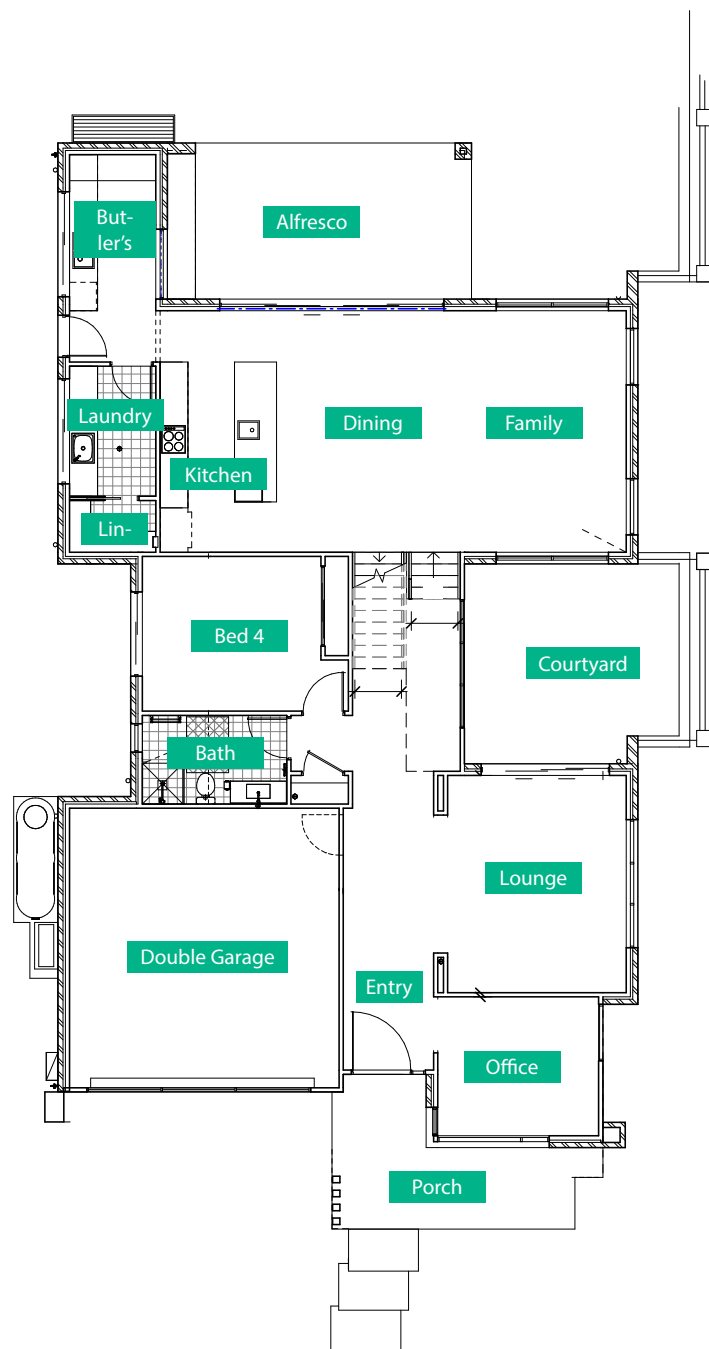 But-
ler’s
Alfresco
Laundry
Dining
Family
Kitchen
Lin-
Bed 4
Courtyard
Bath
Lounge
Double Garage
Entry
Office
Porch